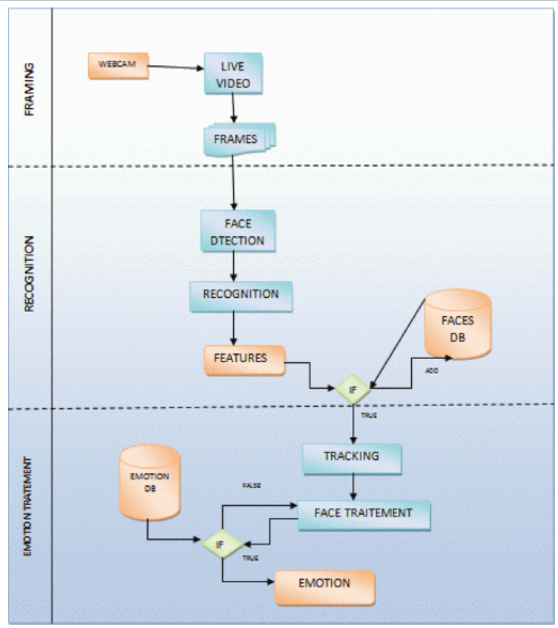 FRAMING
WEBCAM
LIVE
VIDEO
FRAMES
RECOGNITION
FACE
DTECTION
RECOGNITION
FEATURES
FACES
DB
IF
ADD
TRUE
EMOTION TRATEMENT
TRACKING
EMOTION
DB
FALSE
FACE TRAITEMENT
IF
TRUE
EMOTION